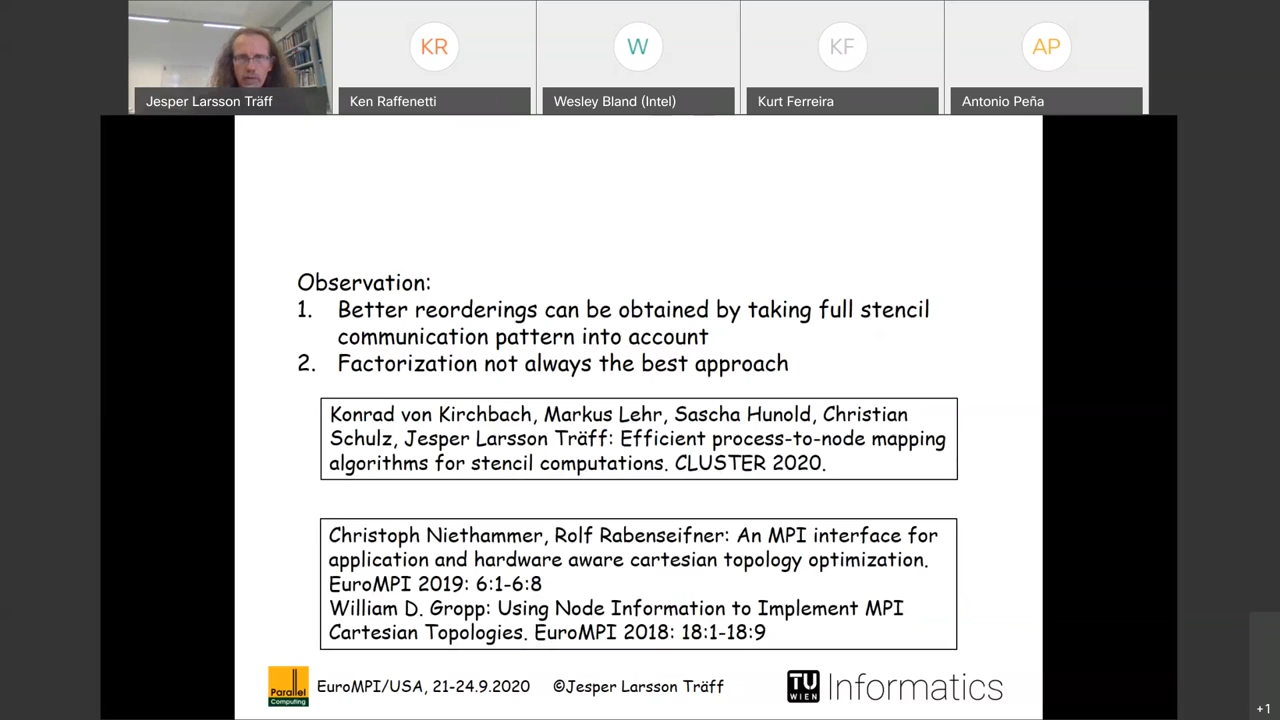 KR
W
KF
AP
Jesper Larsson Träff
Ken Raffenetti
Wesley Bland (Intel)
Kurt Ferreira
Antonio Peña
Observation:
1. Better reorderings can be obtained by taking full stencil
communication pattern into account
2. Factorization not always the best approach
Konrad von Kirchbach, Markus Lehr, Sascha Hunold, Christian
Schulz, Jesper Larsson Träff: Efficient process-to-node mapping
algorithms for stencil computations. CLUSTER 2020.
Christoph Niethammer, Rolf Rabenseifner: An MPI interface for
application and hardware aware cartesian topology optimization.
EuroMPI 2019: 6:1-6:8
William D. Gropp: Using Node Information to Implement MPI
Cartesian Topologies. EuroMPI 2018: 18:1-18:9
Parallel
Computing
EuroMPI/USA, 21-24.9.2020 ©Jesper Larsson Träff
TU
WIEN
Informatics
+1